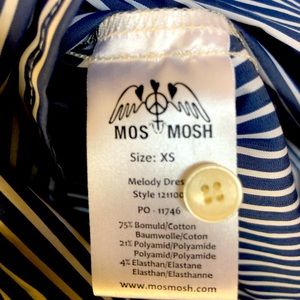 MOS MOSH
Size: XS
Melody Dres
Style 121100
PO - 11746
75% Bomuld/Cotton
Baumwolle/Coton
21% Polyamid/Polyamide
Polyamid/Polyamide
4% Elasthan/Elastane
Elasthan/Elasthanne
www.mosmosh.com